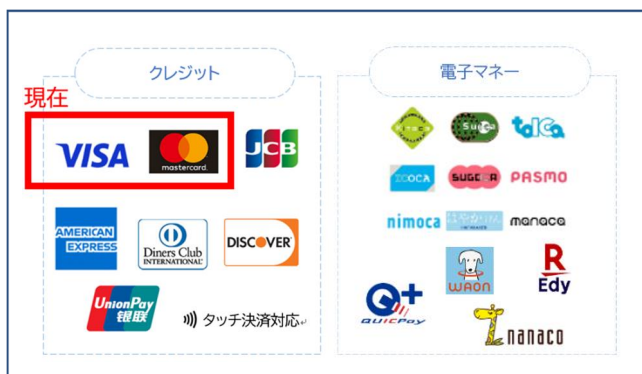 クレジット
現在
VISA
mastercard.
JCB
AMERICAN
EXPRESS
Diners Club
INTERNATIONAL
DISCOVER
UnionPay
银联
タッチ決済対応
電子マネー
Kitaca
Suica
toica
ICOCA
SUGOCA
PASMO
nimoca
はやかけん
manaca
WAON
R
Edy
Q+
QUICPay
nanaco